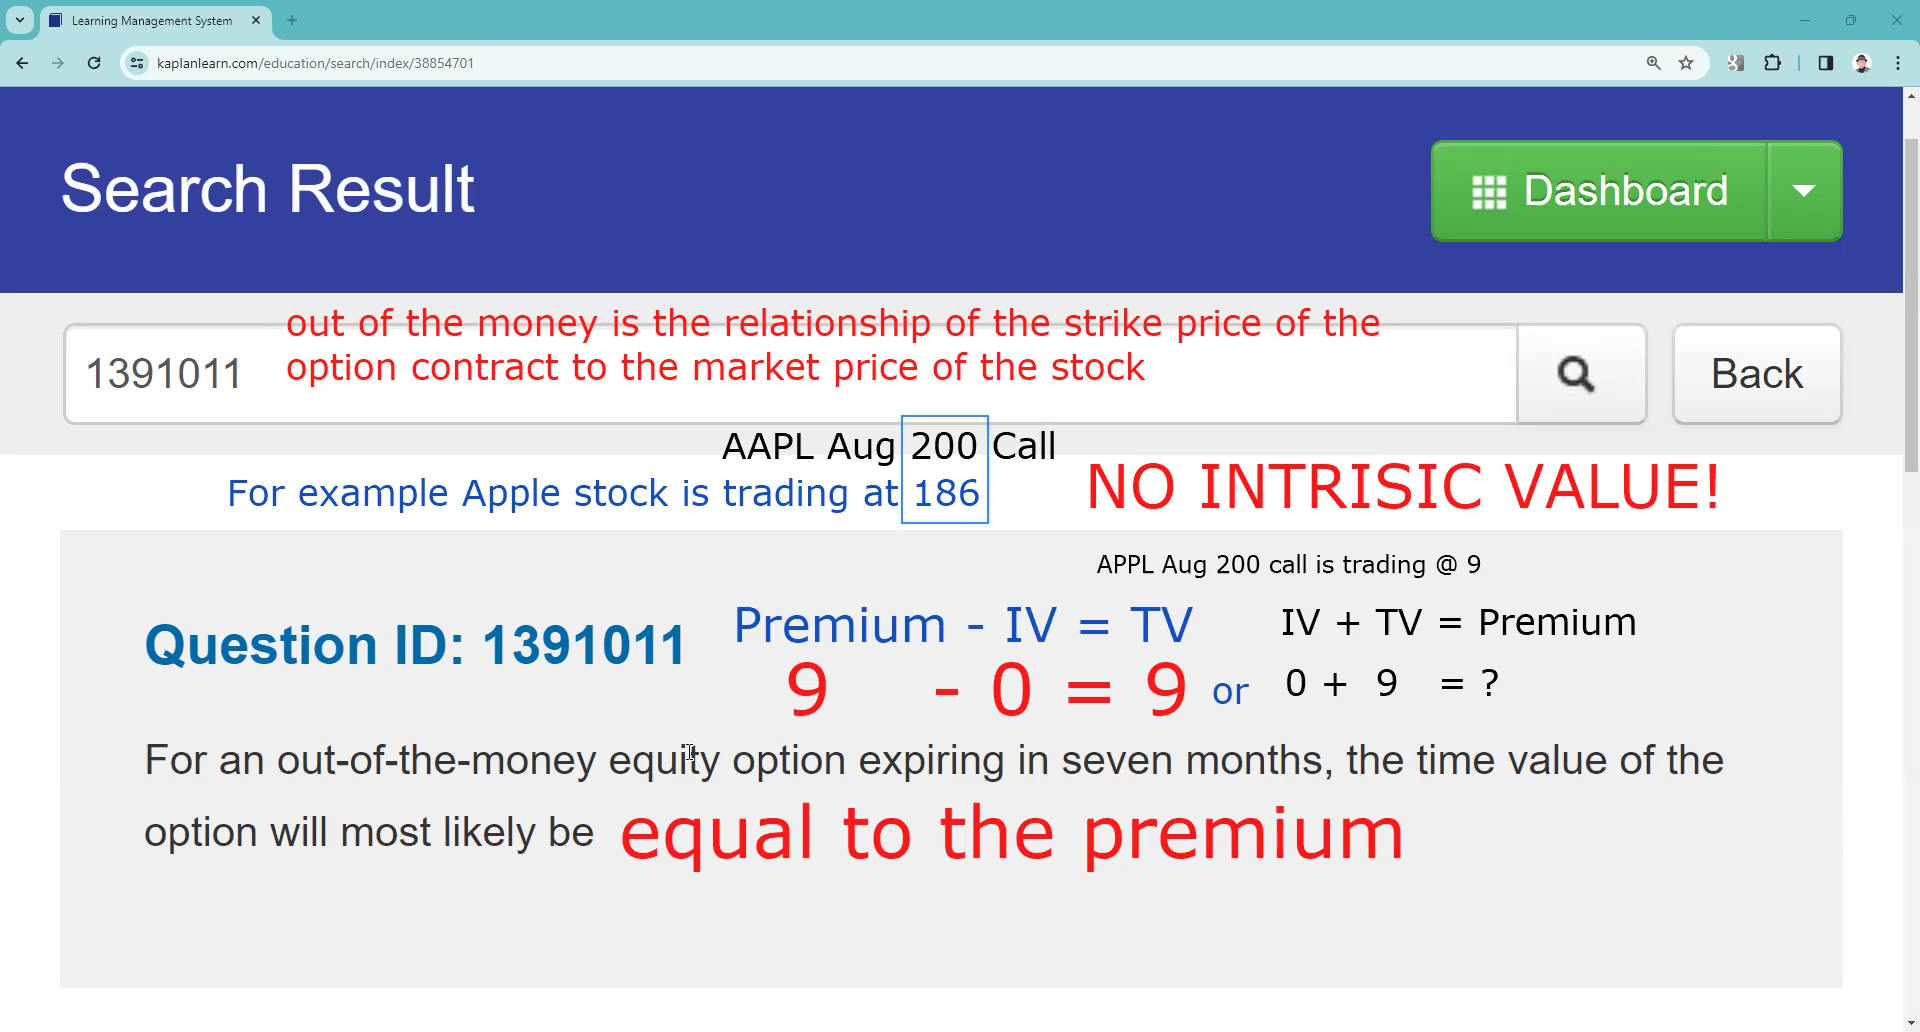 Learning Management System
kaplanlearn.com/education/search/index/38854701
Search Result
Dashboard
out of the money is the relationship of the strike price of the
option contract to the market price of the stock
1391011
Back
AAPL Aug 200 Call
For example Apple stock is trading at 186
NO INTRISIC VALUE!
APPL Aug 200 call is trading @ 9
Question ID: 1391011
Premium - IV = TV
IV + TV = Premium
9 - 0 = 9 or
0 + 9 = ?
For an out-of-the-money equity option expiring in seven months, the time value of the
option will most likely be equal to the premium